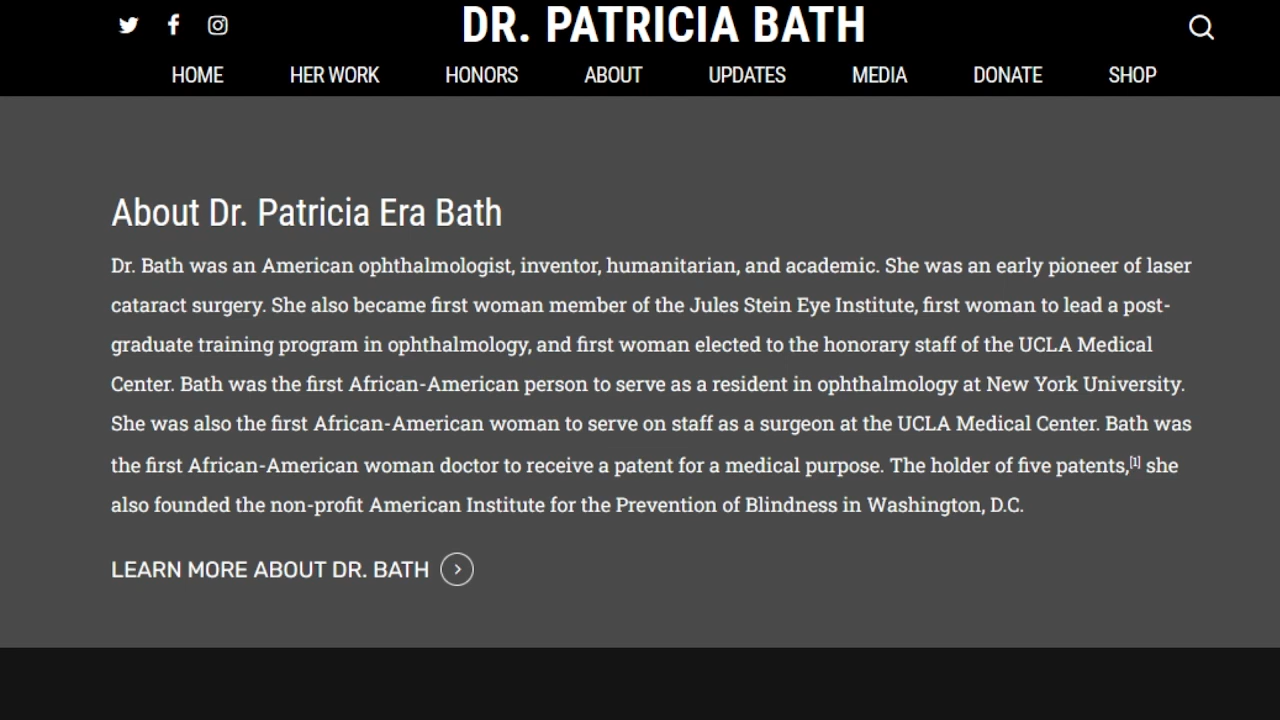 DR. PATRICIA BATH
HOME HER WORK HONORS ABOUT UPDATES MEDIA DONATE SHOP
About Dr. Patricia Era Bath
Dr. Bath was an American ophthalmologist, inventor, humanitarian, and academic. She was an early pioneer of laser
cataract surgery. She also became first woman member of the Jules Stein Eye Institute, first woman to lead a post-
graduate training program in ophthalmology, and first woman elected to the honorary staff of the UCLA Medical
Center. Bath was the first African-American person to serve as a resident in ophthalmology at New York University.
She was also the first African-American woman to serve on staff as a surgeon at the UCLA Medical Center. Bath was
the first African-American woman doctor to receive a patent for a medical purpose. The holder of five patents,[1] she
also founded the non-profit American Institute for the Prevention of Blindness in Washington, D.C.
LEARN MORE ABOUT DR. BATH